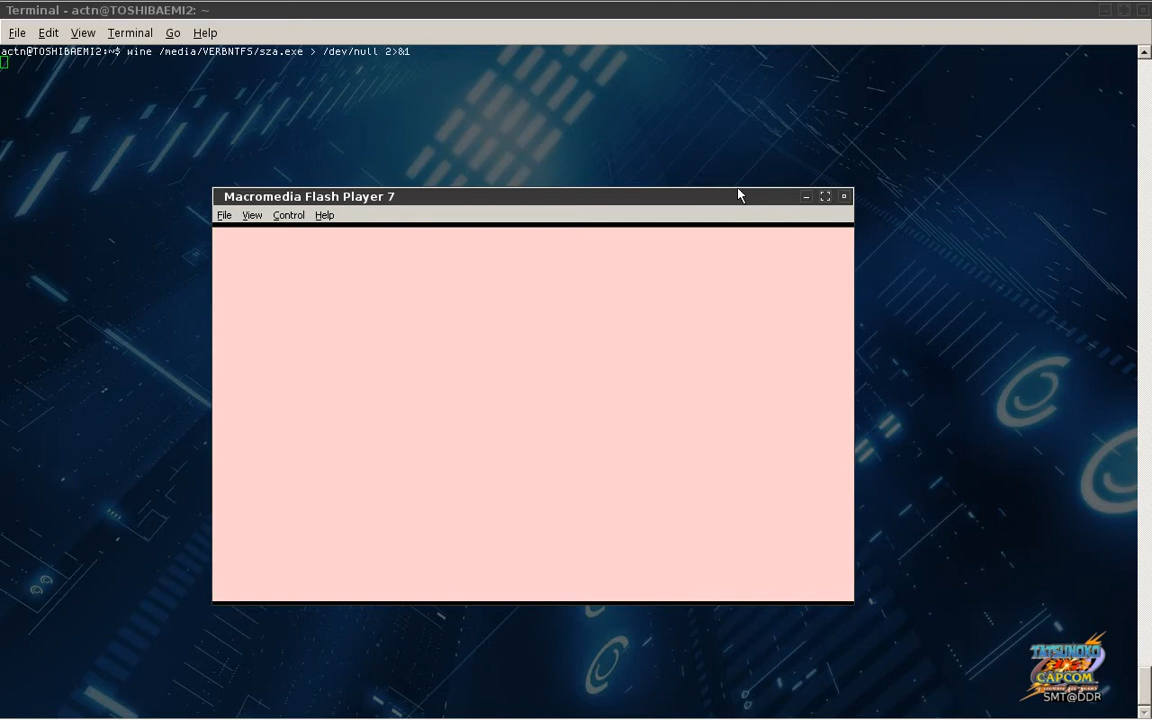 Terminal - actn@TOSHIBAEMI2: ~
File Edit View Terminal Go Help
actn@TOSHIBAEMI2:~$ wine /media/VERBNTFS/sza.exe > /dev/null 2>&1
Macromedia Flash Player 7
File View Control Help
TATSUNOKO
CAPCOM
SMT@DDR